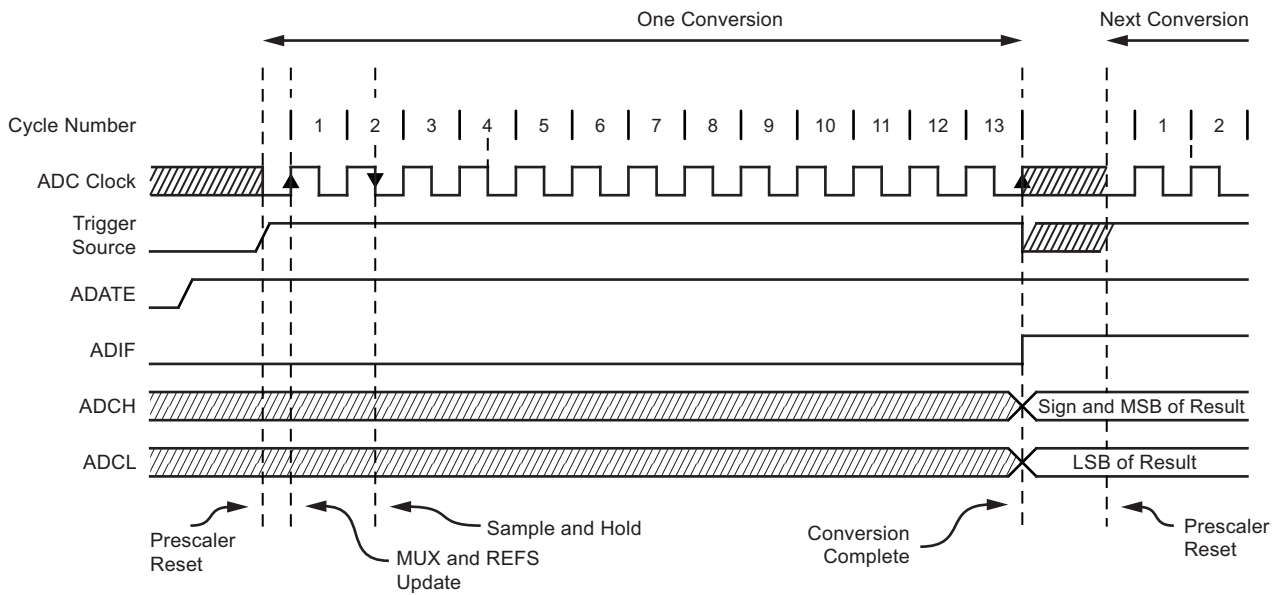 One Conversion
Next Conversion
Cycle Number
1 2 3 4 5 6 7 8 9 10 11 12 13 1 2
ADC Clock
Trigger
Source
ADATE
ADIF
ADCH
Sign and MSB of Result
ADCL
LSB of Result
Prescaler
Reset
MUX and REFS
Update
Sample and Hold
Conversion
Complete
Prescaler
Reset